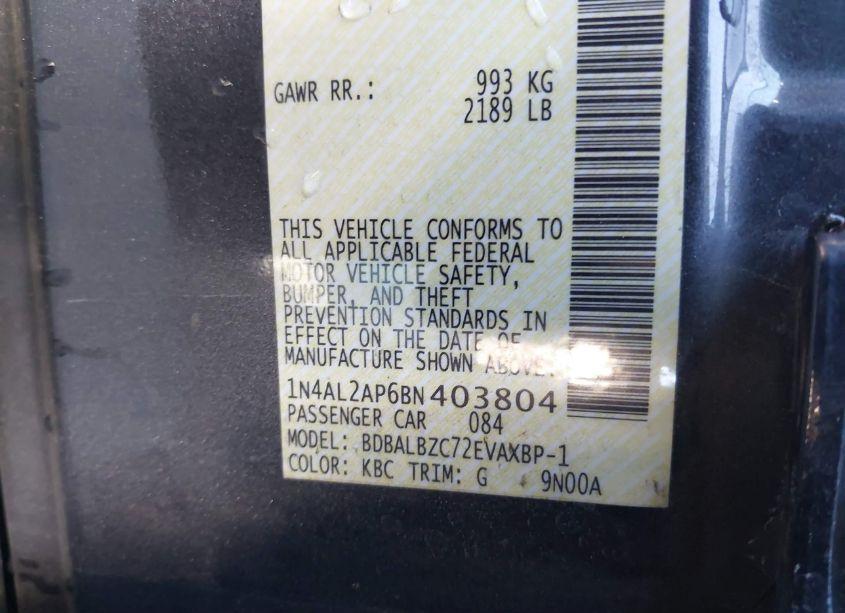 GAWR RR.: 993 KG
2189 LB
THIS VEHICLE CONFORMS TO
ALL APPLICABLE FEDERAL
MOTOR VEHICLE SAFETY,
BUMPER, AND THEFT
PREVENTION STANDARDS IN
EFFECT ON THE DATE OF
MANUFACTURE SHOWN ABOVE.
1N4AL2AP6BN403804
PASSENGER CAR 084
MODEL: BDBALBZC72EVAXBP-1
COLOR: KBC TRIM: G 9N00A